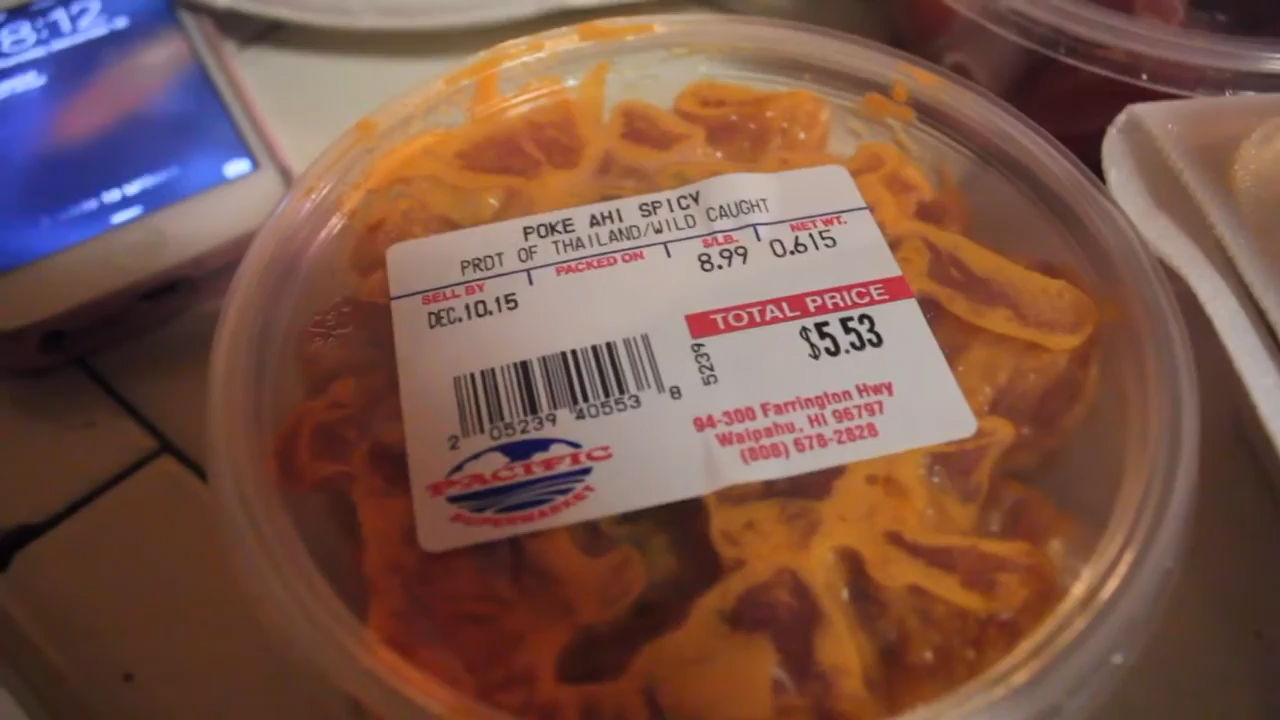 8:12
POKE AHI SPICY
PRDT OF THAILAND/WILD CAUGHT
SELL BY PACKED ON $/LB. NET WT.
DEC.10.15 8.99 0.615
TOTAL PRICE
$5.53
5239
2 05239 40553 8
94-300 Farrington Hwy
Waipahu, HI 96797
(808) 678-2828
PACIFIC
SUPERMARKET